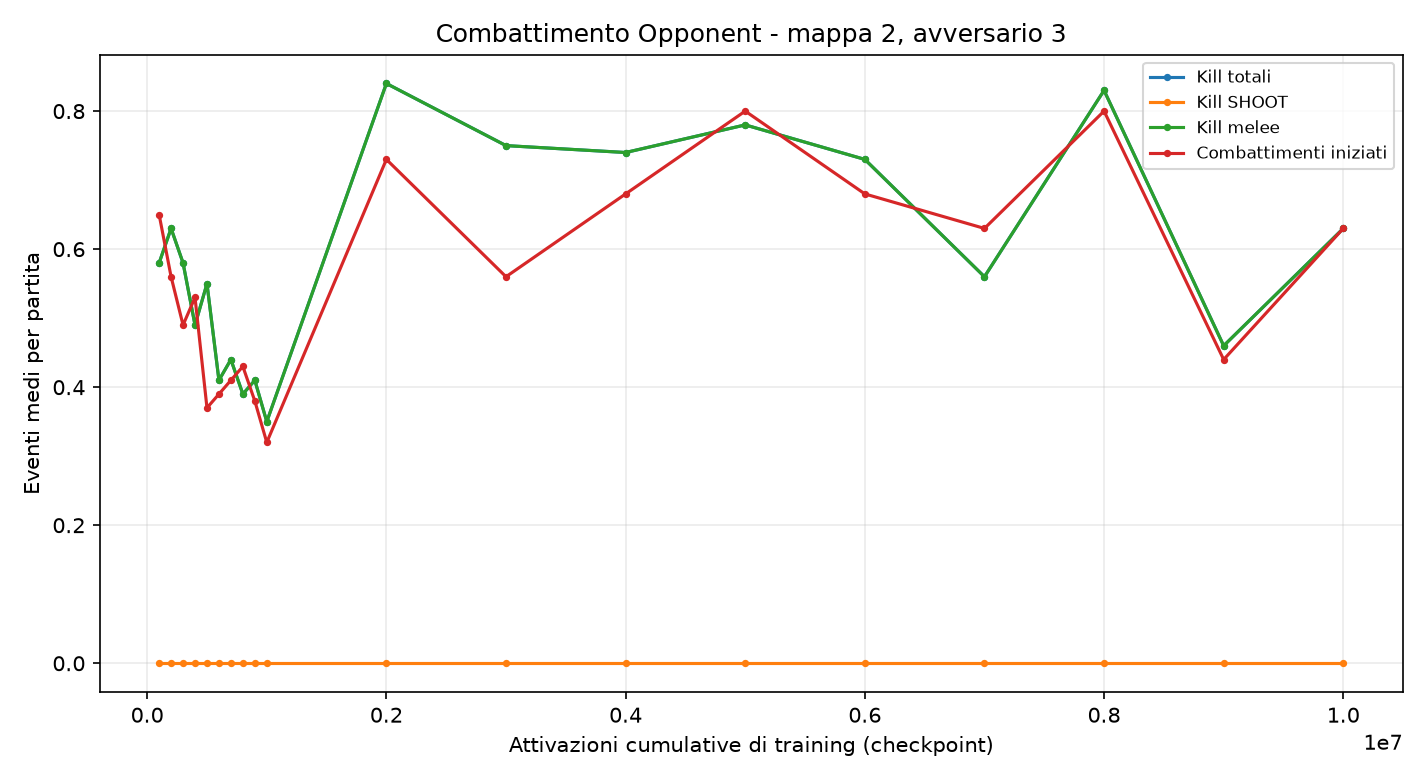 Combattimento Opponent - mappa 2, avversario 3
Kill totali
Kill SHOOT
Kill melee
Combattimenti iniziati
Eventi medi per partita
0.8
0.6
0.4
0.2
0.0
0.0 0.2 0.4 0.6 0.8 1.0
1e7
Attivazioni cumulative di training (checkpoint)